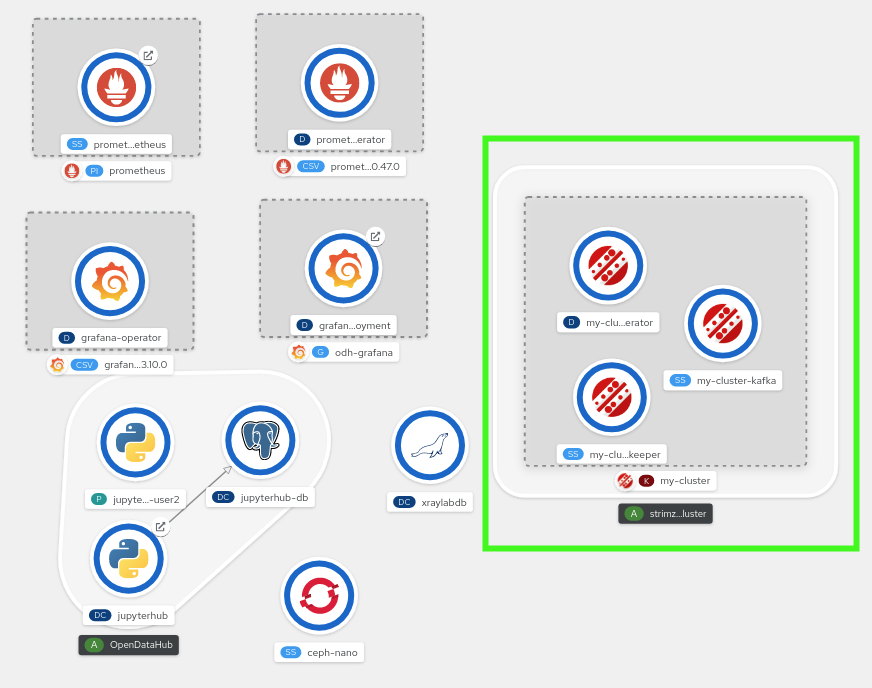 SS promet...etheus
PI prometheus
D promet...erator
CSV promet...0.47.0
D grafana-operator
CSV grafan...3.10.0
D grafan...oyment
G odh-grafana
P jupyte...-user2
DC jupyterhub-db
DC jupyterhub
A OpenDataHub
DC xraylabdb
SS ceph-nano
D my-clu...erator
SS my-cluster-kafka
SS my-clu...keeper
K my-cluster
A strimz...luster